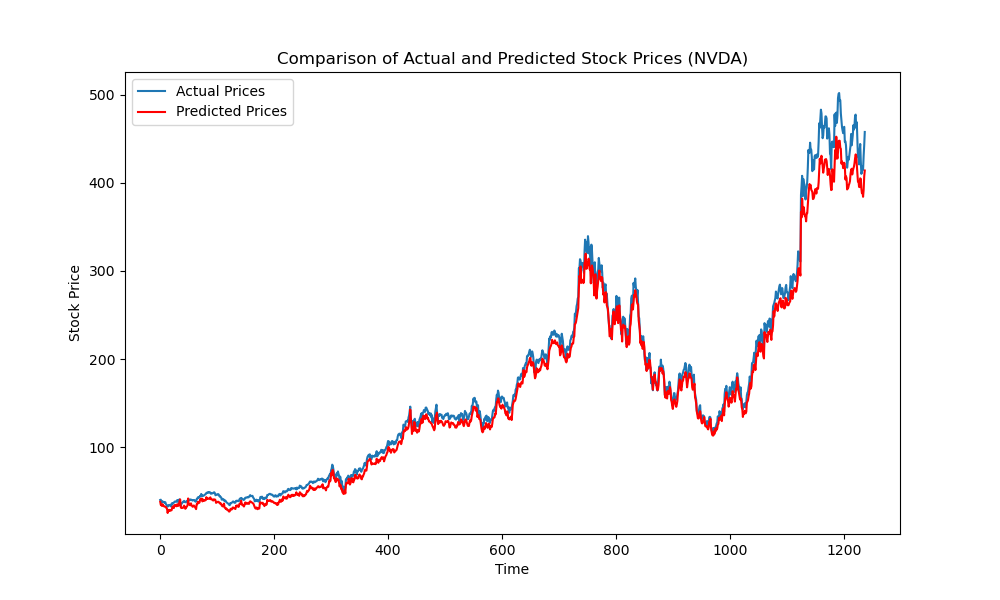 Comparison of Actual and Predicted Stock Prices (NVDA)
Actual Prices
Predicted Prices
500
400
300
200
100
Stock Price
0 200 400 600 800 1000 1200
Time